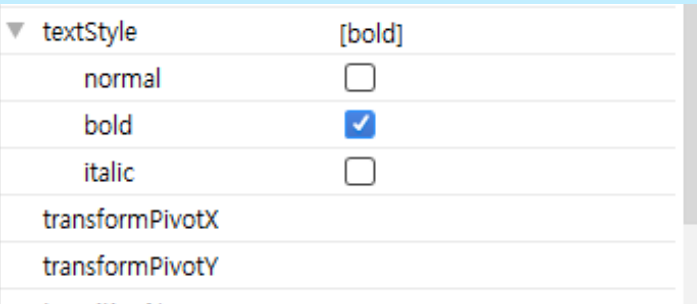 textStyle [bold]
normal
bold
italic
transformPivotX
transformPivotY